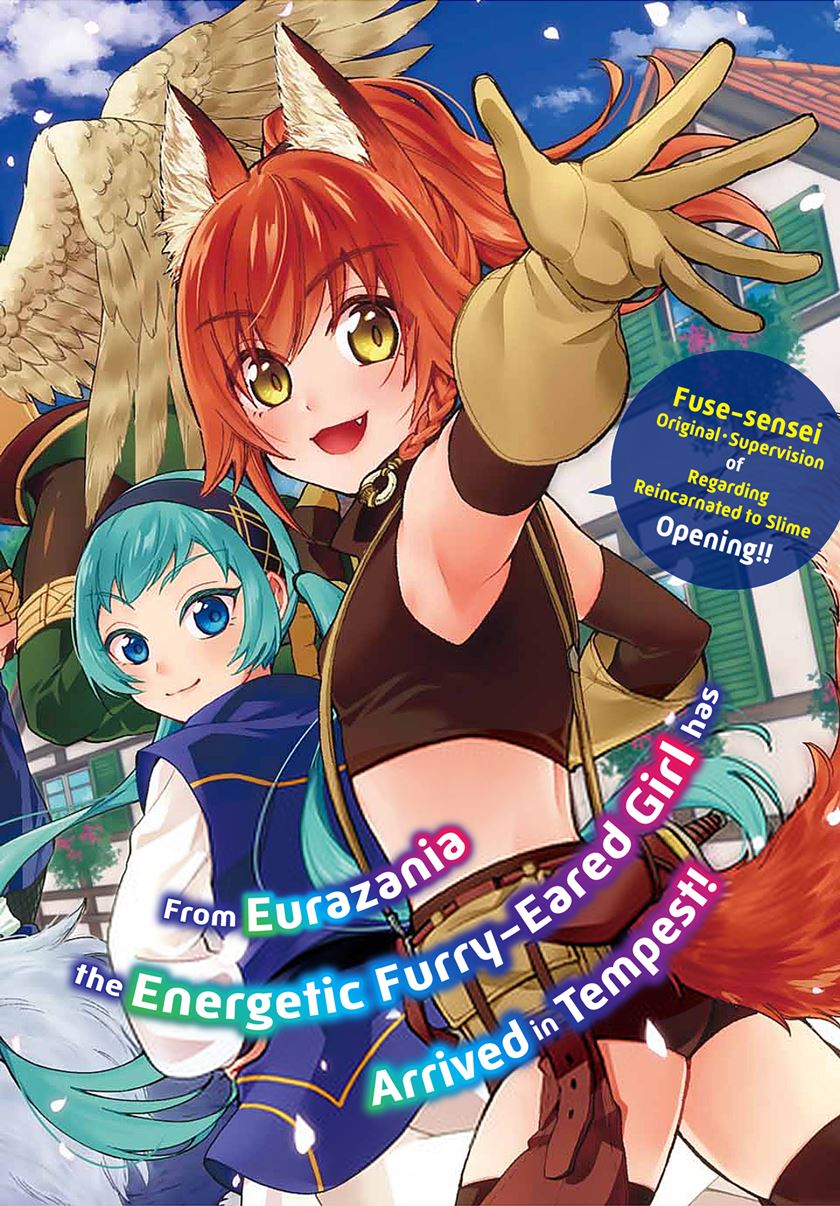 Fuse-sensei
Original・Supervision
of
Regarding
Reincarnated to Slime
Opening!!
From Eurazania
the Energetic Furry-Eared Girl has
Arrived in Tempest!